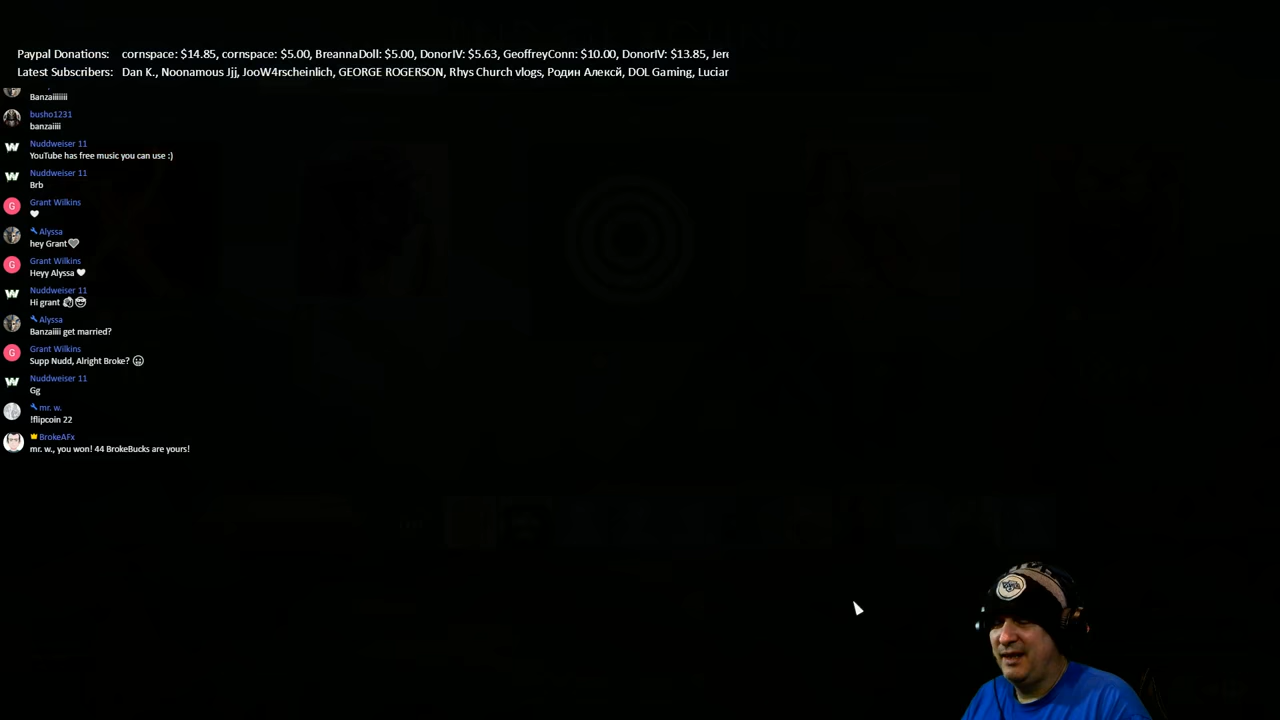 Paypal Donations: cornspace: $14.85, cornspace: $5.00, BreannaDoll: $5.00, DonorIV: $5.63, GeoffreyConn: $10.00, DonorIV: $13.85, Jere
Latest Subscribers: Dan K., Noonamous Jjj, JooW4rscheinlich, GEORGE ROGERSON, Rhys Church vlogs, Родин Алексй, DOL Gaming, Lucian
Banzaiiiiiii
busho1231
banzaiiii
Nuddweiser 11
YouTube has free music you can use :)
Nuddweiser 11
Brb
Grant Wilkins
Alyssa
hey Grant
Grant Wilkins
Heyy Alyssa
Nuddweiser 11
Hi grant
Alyssa
Banzaiiii get married?
Grant Wilkins
Supp Nudd, Alright Broke?
Nuddweiser 11
Gg
mr. w.
!flipcoin 22
BrokeAFx
mr. w., you won! 44 BrokeBucks are yours!